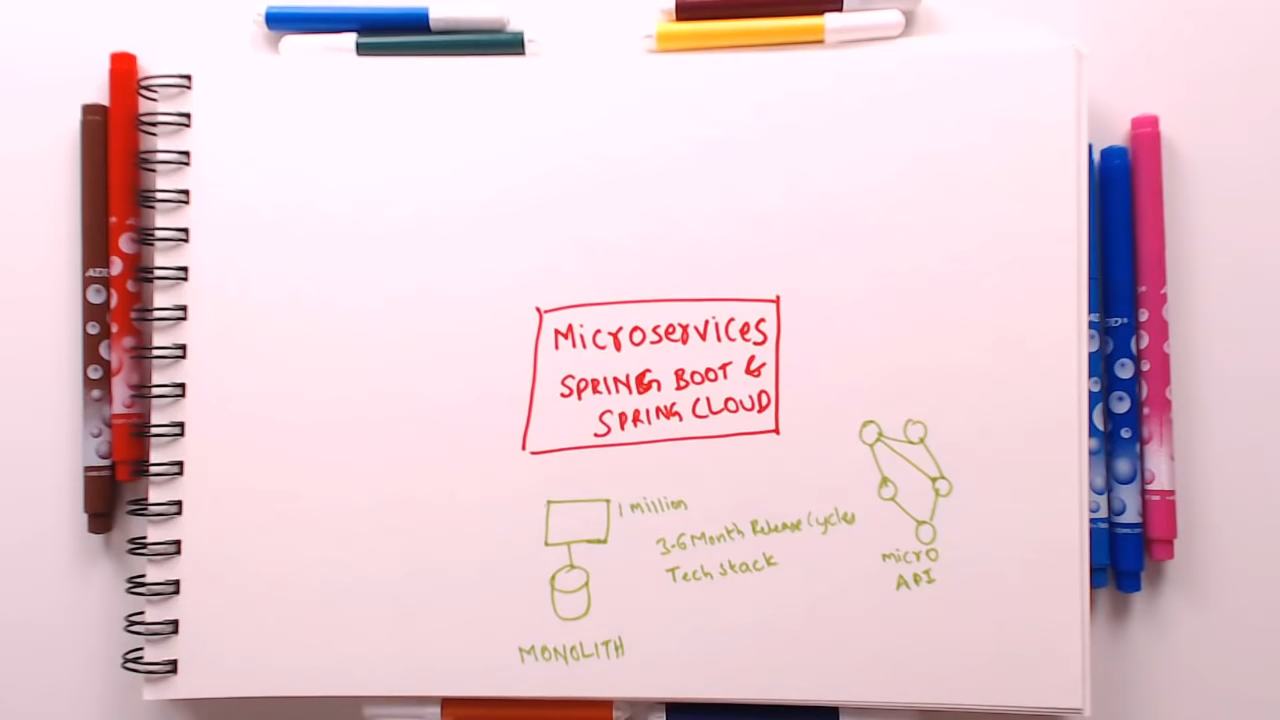 Microservices
SPRING BOOT &
SPRING CLOUD
1 million
3-6 Month Release Cycles
Tech stack
MONOLITH
micro
API